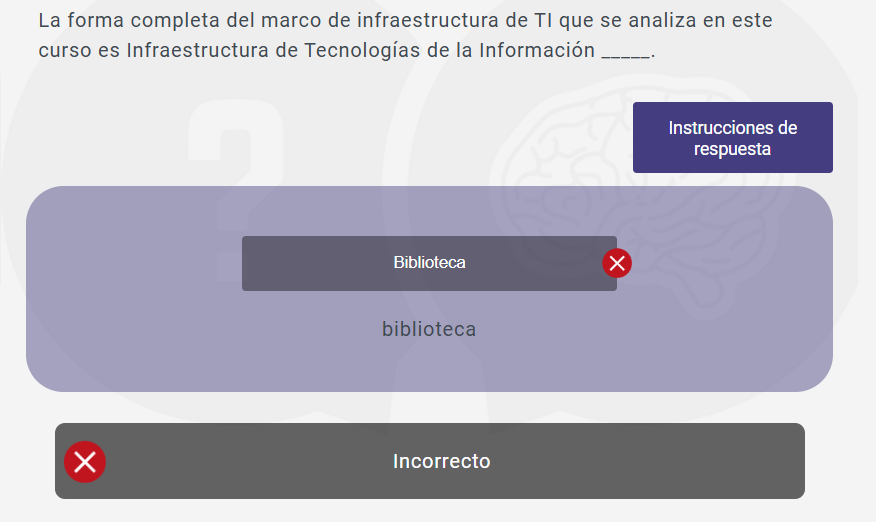 La forma completa del marco de infraestructura de TI que se analiza en este
curso es Infraestructura de Tecnologías de la Información _____.
Instrucciones de
respuesta
Biblioteca
biblioteca
Incorrecto